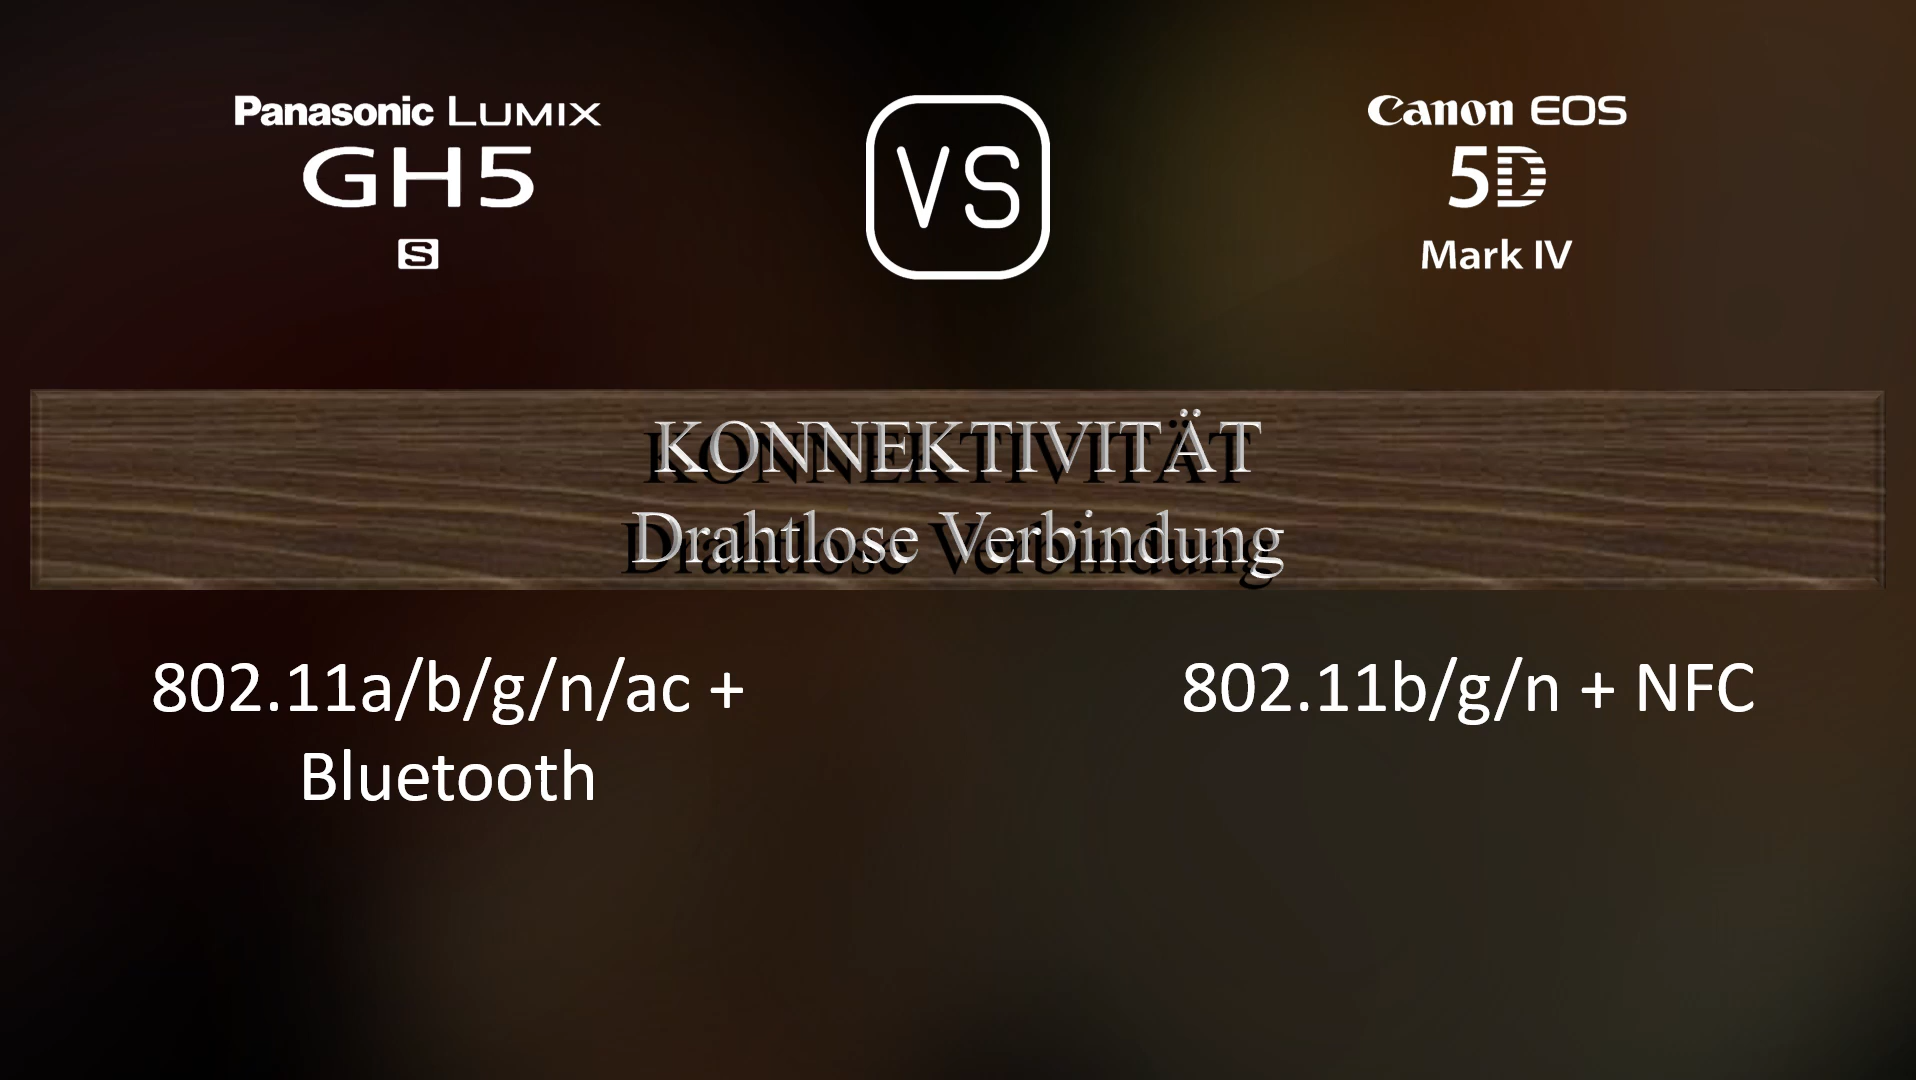 Panasonic LUMIX
GH5
S
VS
Canon EOS
5D
Mark IV
KONNEKTIVITÄT
Drahtlose Verbindung
802.11a/b/g/n/ac +
Bluetooth
802.11b/g/n + NFC